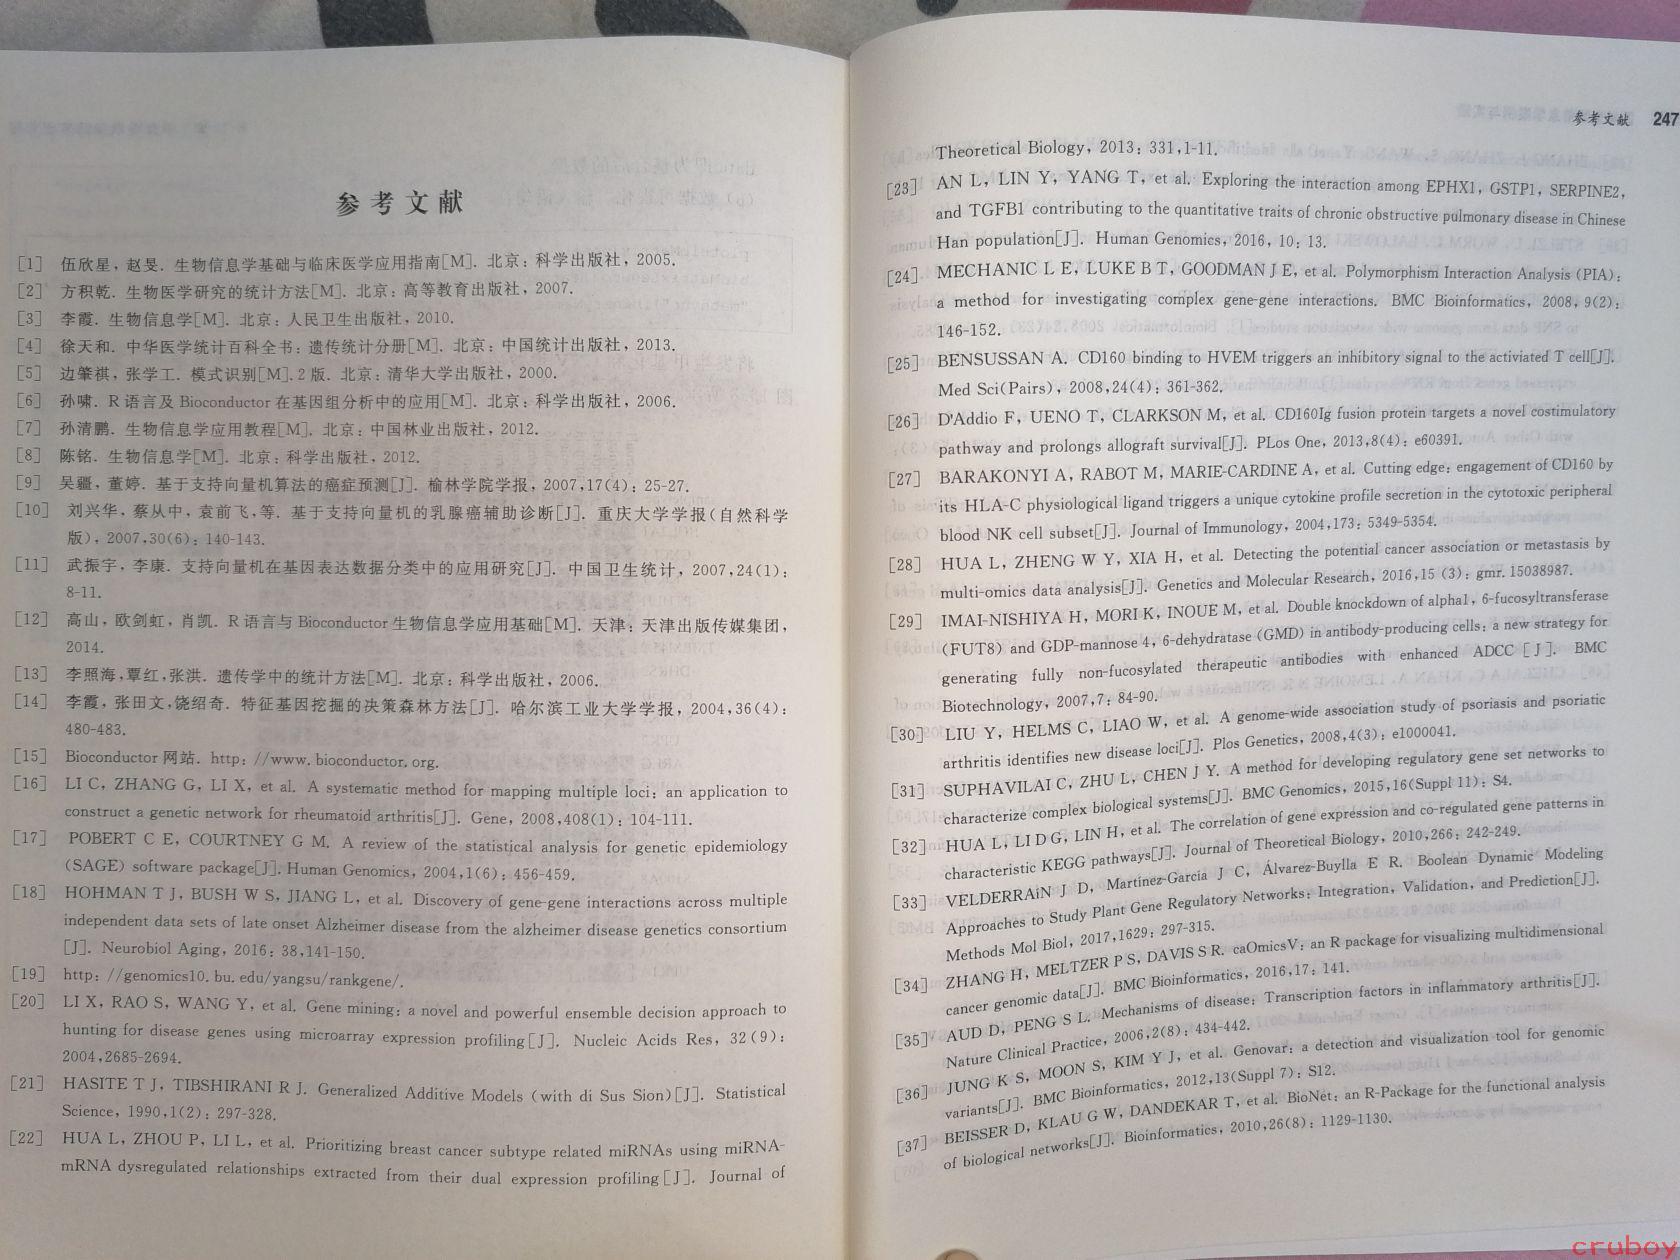 参考文献
[1] 伍欣星，赵旻. 生物信息学基础与临床医学应用指南[M]. 北京：科学出版社，2005.
[2] 方积乾. 生物医学研究的统计方法[M]. 北京：高等教育出版社，2007.
[3] 李霞. 生物信息学[M]. 北京：人民卫生出版社，2010.
[4] 徐天和. 中华医学统计百科全书：遗传统计分册[M]. 北京：中国统计出版社，2013.
[5] 边肇祺，张学工. 模式识别[M]. 2版. 北京：清华大学出版社，2000.
[6] 孙啸. R语言及Bioconductor在基因组分析中的应用[M]. 北京：科学出版社，2006.
[7] 孙清鹏. 生物信息学应用教程[M]. 北京：中国林业出版社，2012.
[8] 陈铭. 生物信息学[M]. 北京：科学出版社，2012.
[9] 吴疆，董婷. 基于支持向量机算法的癌症预测[J]. 榆林学院学报，2007,17(4)：25-27.
[10] 刘兴华，蔡从中，袁前飞，等. 基于支持向量机的乳腺癌辅助诊断[J]. 重庆大学学报（自然科学
版），2007,30(6)：140-143.
[11] 武振宇，李康. 支持向量机在基因表达数据分类中的应用研究[J]. 中国卫生统计，2007,24(1)：
8-11.
[12] 高山，欧剑虹，肖凯. R语言与Bioconductor生物信息学应用基础[M]. 天津：天津出版传媒集团，
2014.
[13] 李照海，覃红，张洪. 遗传学中的统计方法[M]. 北京：科学出版社，2006.
[14] 李霞，张田文，饶绍奇. 特征基因挖掘的决策森林方法[J]. 哈尔滨工业大学学报，2004,36(4)：
480-483.
[15] Bioconductor网站. http：//www. bioconductor. org.
[16] LI C，ZHANG G，LI X，et al. A systematic method for mapping multiple loci：an application to
construct a genetic network for rheumatoid arthritis[J]. Gene，2008,408(1)：104-111.
[17] POBERT C E，COURTNEY G M. A review of the statistical analysis for genetic epidemiology
(SAGE) software package[J]. Human Genomics，2004,1(6)：456-459.
[18] HOHMAN T J，BUSH W S，JIANG L，et al. Discovery of gene-gene interactions across multiple
independent data sets of late onset Alzheimer disease from the alzheimer disease genetics consortium
[J]. Neurobiol Aging，2016：38,141-150.
[19] http：//genomics10. bu. edu/yangsu/rankgene/.
[20] LI X，RAO S，WANG Y，et al. Gene mining：a novel and powerful ensemble decision approach to
hunting for disease genes using microarray expression profiling[J]. Nucleic Acids Res，32(9)：
2004,2685-2694.
[21] HASITE T J，TIBSHIRANI R J. Generalized Additive Models (with di Sus Sion)[J]. Statistical
Science，1990,1(2)：297-328.
[22] HUA L，ZHOU P，LI L，et al. Prioritizing breast cancer subtype related miRNAs using miRNA-
mRNA dysregulated relationships extracted from their dual expression profiling[J]. Journal of
参考文献 247
Theoretical Biology，2013：331,1-11.
[23] AN L，LIN Y，YANG T，et al. Exploring the interaction among EPHX1，GSTP1，SERPINE2，
and TGFB1 contributing to the quantitative traits of chronic obstructive pulmonary disease in Chinese
Han population[J]. Human Genomics，2016，10：13.
[24] MECHANIC L E，LUKE B T，GOODMAN J E，et al. Polymorphism Interaction Analysis (PIA)：
a method for investigating complex gene-gene interactions. BMC Bioinformatics，2008，9(2)：
146-152.
[25] BENSUSSAN A. CD160 binding to HVEM triggers an inhibitory signal to the activiated T cell[J].
Med Sci(Pairs)，2008,24(4)：361-362.
[26] D'Addio F，UENO T，CLARKSON M，et al. CD160Ig fusion protein targets a novel costimulatory
pathway and prolongs allograft survival[J]. PLos One，2013,8(4)：e60391.
[27] BARAKONYI A，RABOT M，MARIE-CARDINE A，et al. Cutting edge：engagement of CD160 by
its HLA-C physiological ligand triggers a unique cytokine profile secretion in the cytotoxic peripheral
blood NK cell subset[J]. Journal of Immunology，2004,173：5349-5354.
[28] HUA L，ZHENG W Y，XIA H，et al. Detecting the potential cancer association or metastasis by
multi-omics data analysis[J]. Genetics and Molecular Research，2016,15 (3)：gmr. 15038987.
[29] IMAI-NISHIYA H，MORI K，INOUE M，et al. Double knockdown of alpha1，6-fucosyltransferase
(FUT8) and GDP-mannose 4，6-dehydratase (GMD) in antibody-producing cells：a new strategy for
generating fully non-fucosylated therapeutic antibodies with enhanced ADCC [J]. BMC
Biotechnology，2007,7：84-90.
[30] LIU Y，HELMS C，LIAO W，et al. A genome-wide association study of psoriasis and psoriatic
arthritis identifies new disease loci[J]. Plos Genetics，2008,4(3)：e1000041.
[31] SUPHAVILAI C，ZHU L，CHEN J Y. A method for developing regulatory gene set networks to
characterize complex biological systems[J]. BMC Genomics，2015,16(Suppl 11)：S4.
[32] HUA L，LI D G，LIN H，et al. The correlation of gene expression and co-regulated gene patterns in
characteristic KEGG pathways[J]. Journal of Theoretical Biology，2010,266：242-249.
[33] VELDERRAiN J D，Martínez-García J C，Álvarez-Buylla E R. Boolean Dynamic Modeling
Approaches to Study Plant Gene Regulatory Networks：Integration，Validation，and Prediction[J].
Methods Mol Biol，2017,1629：297-315.
[34] ZHANG H，MELTZER P S，DAVIS S R. caOmicsV：an R package for visualizing multidimensional
cancer genomic data[J]. BMC Bioinformatics，2016,17：141.
[35] AUD D，PENG S L. Mechanisms of disease：Transcription factors in inflammatory arthritis[J].
Nature Clinical Practice，2006,2(8)：434-442.
[36] JUNG K S，MOON S，KIM Y J，et al. Genovar：a detection and visualization tool for genomic
variants[J]. BMC Bioinformatics，2012,13(Suppl 7)：S12.
[37] BEISSER D，KLAU G W，DANDEKAR T，et al. BioNet：an R-Package for the functional analysis
of biological networks[J]. Bioinformatics，2010,26(8)：1129-1130.
cruboy